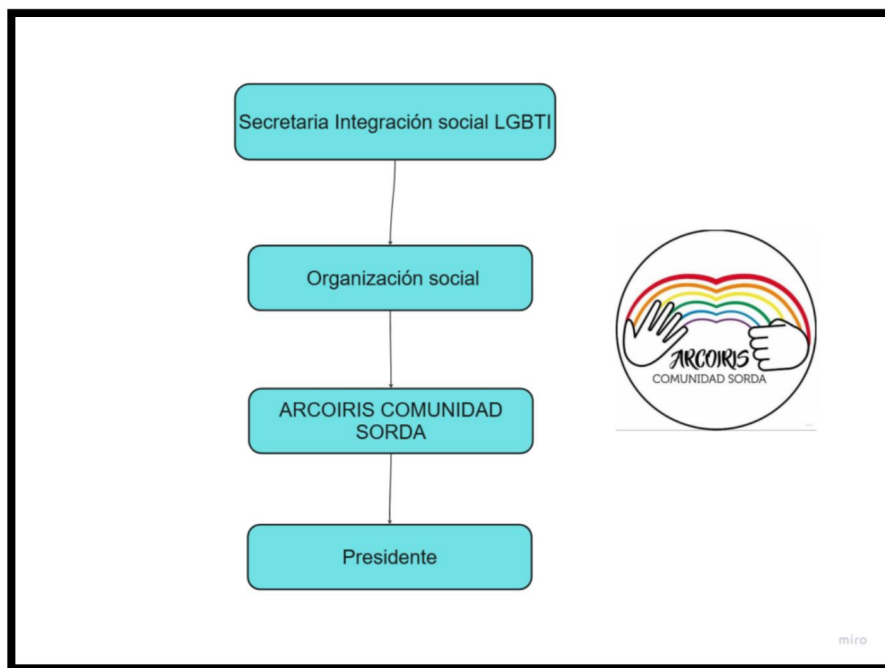 Secretaria Integración social LGBTI
Organización social
ARCOIRIS COMUNIDAD
SORDA
Presidente
ARCOIRIS
COMUNIDAD SORDA
miro